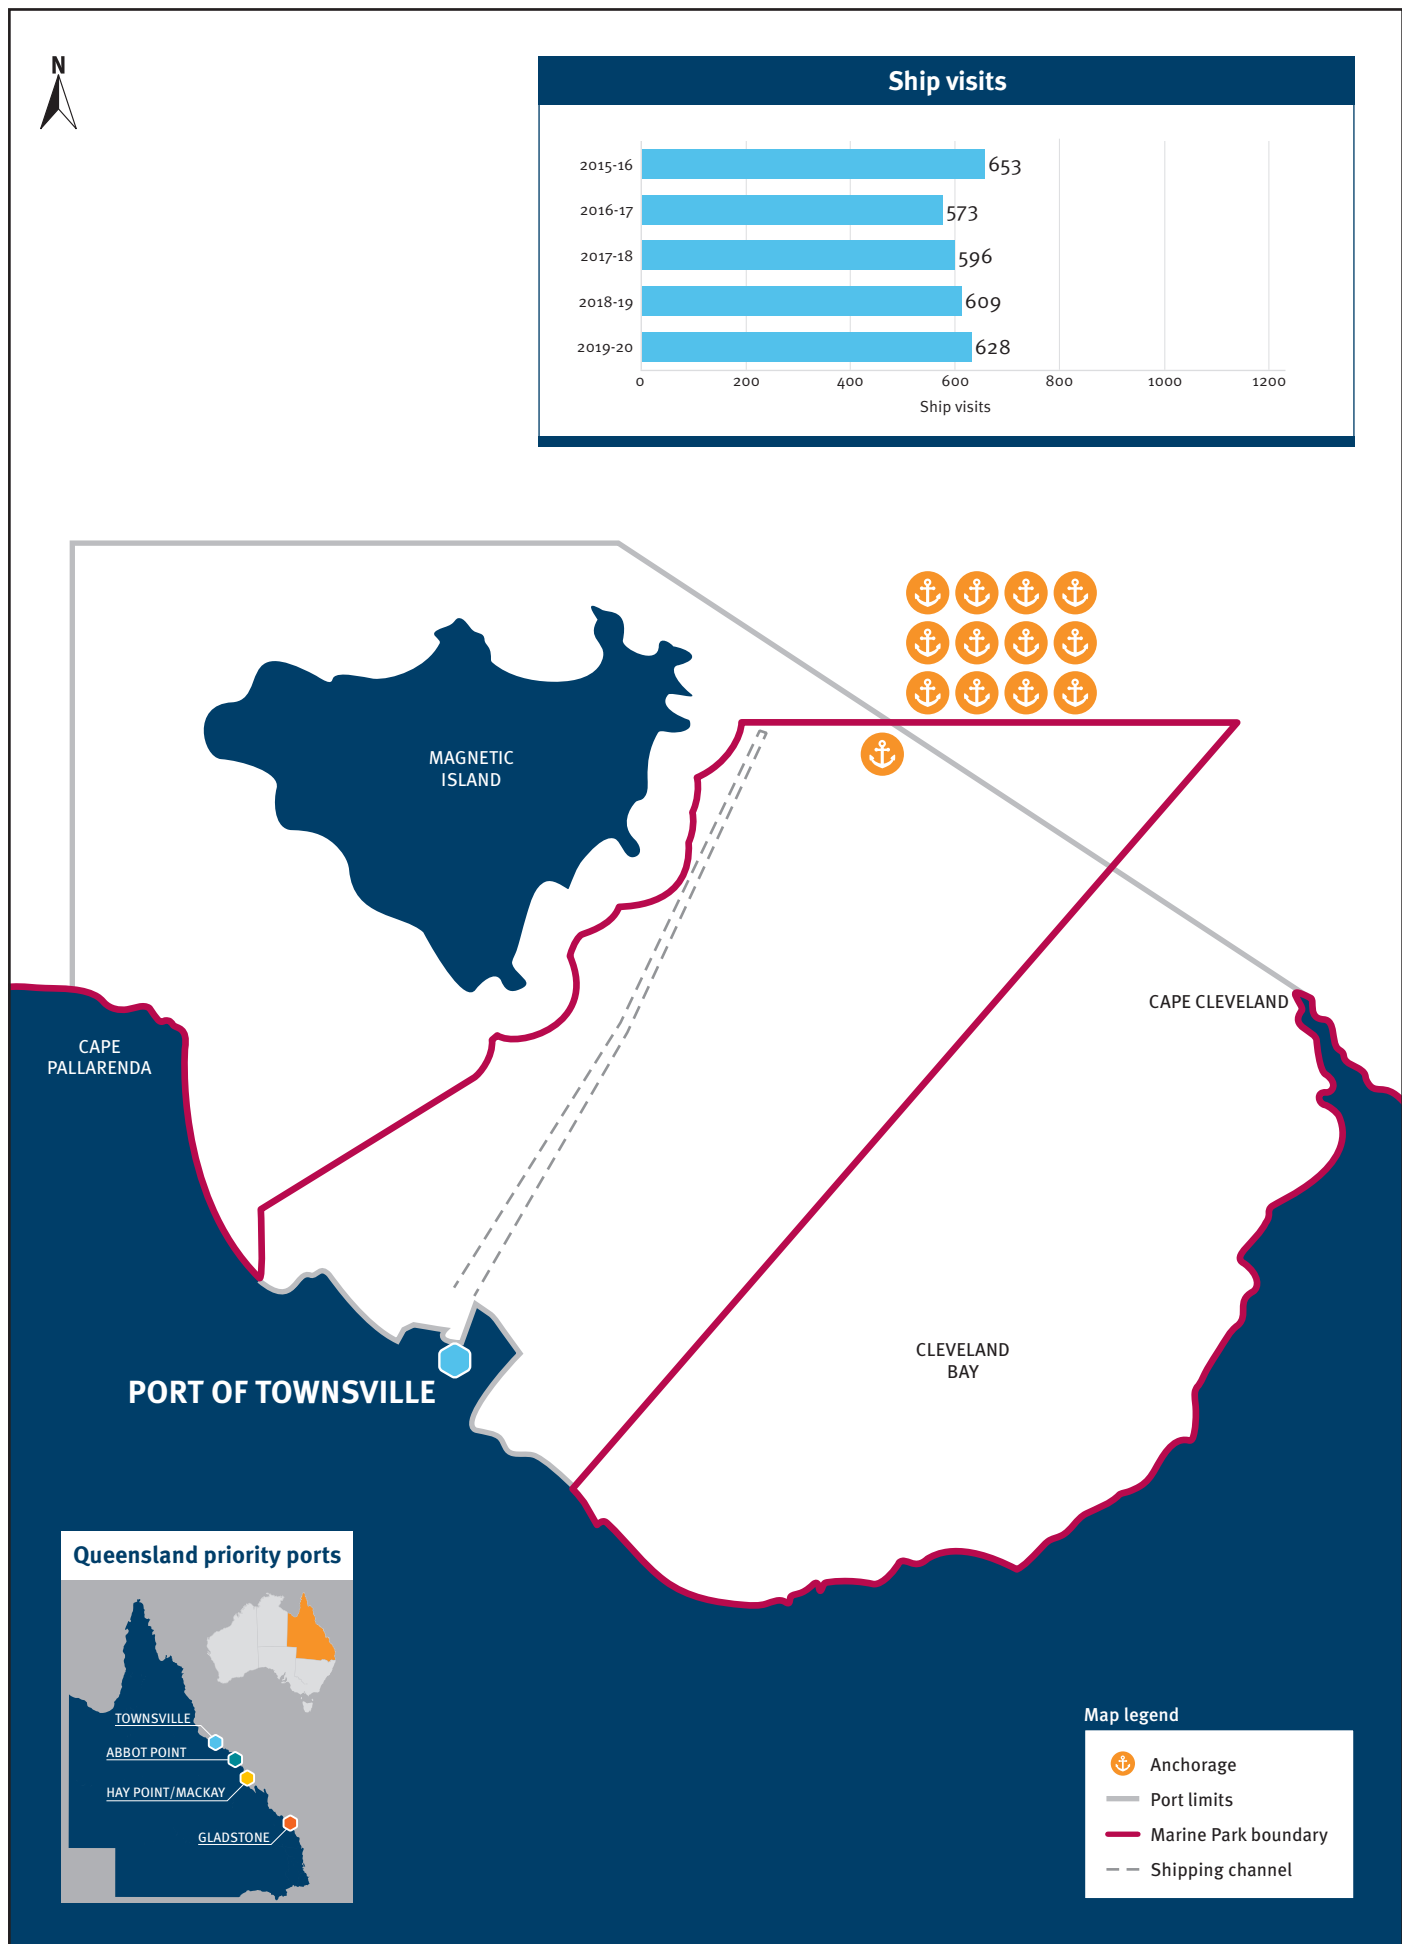 N
Ship visits
2015-16
653
2016-17
573
2017-18
596
2018-19
609
2019-20
628
0 200 400 600 800 1000 1200
Ship visits
MAGNETIC
ISLAND
CAPE CLEVELAND
CAPE
PALLARENDA
CLEVELAND
BAY
PORT OF TOWNSVILLE
Queensland priority ports
TOWNSVILLE
ABBOT POINT
HAY POINT/MACKAY
GLADSTONE
Map legend
Anchorage
Port limits
Marine Park boundary
Shipping channel